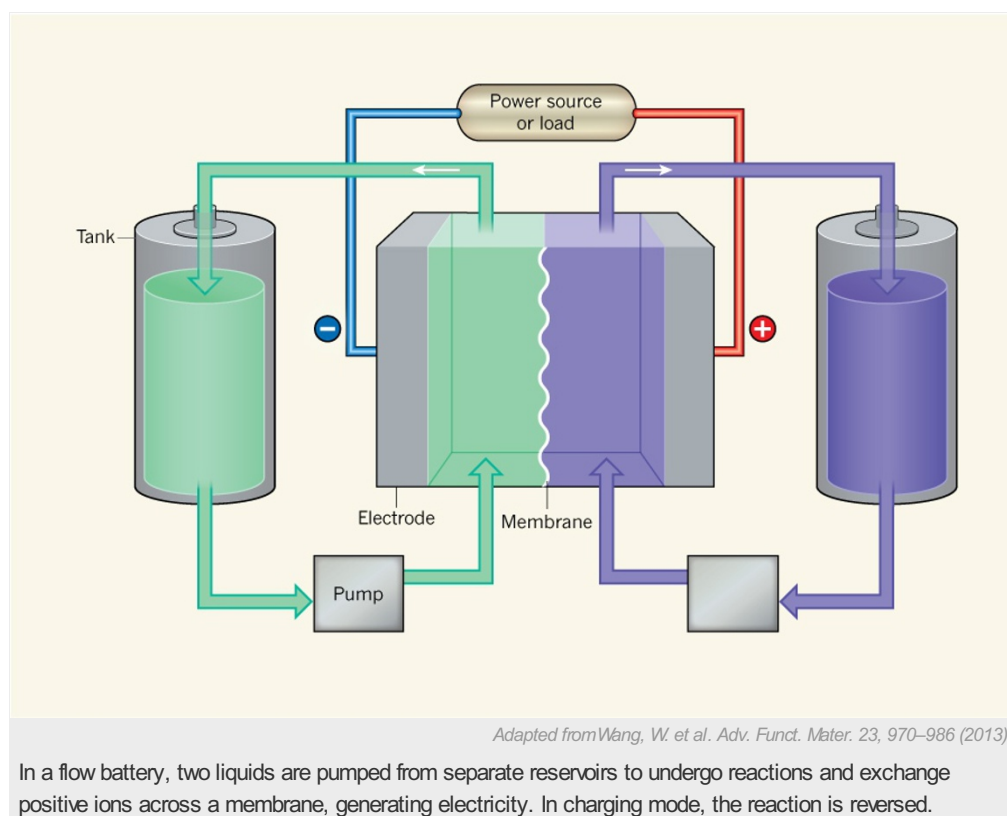 Power source
or load
Tank
−
+
Electrode
Membrane
Pump
Adapted from Wang, W. et al. Adv. Funct. Mater. 23, 970–986 (2013)
In a flow battery, two liquids are pumped from separate reservoirs to undergo reactions and exchange
positive ions across a membrane, generating electricity. In charging mode, the reaction is reversed.